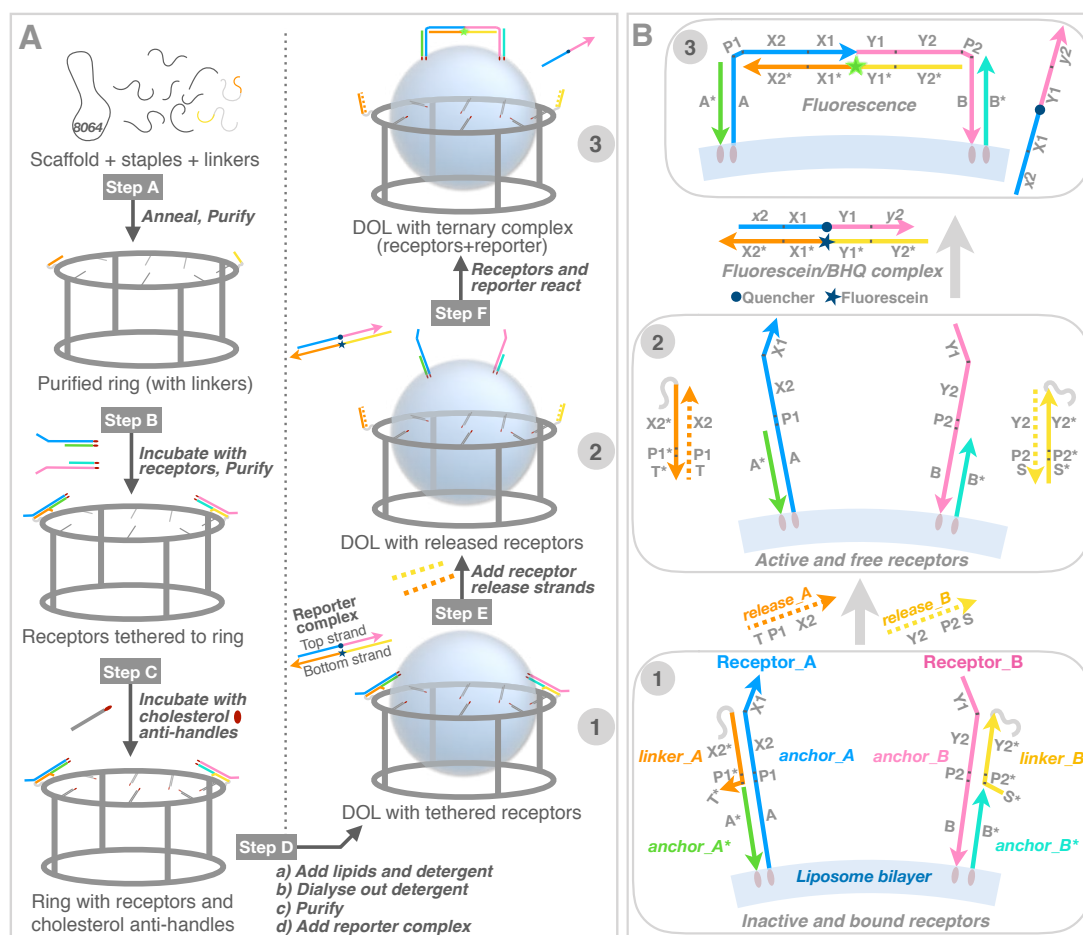 A
8064
Scaffold + staples + linkers
Step A
Anneal, Purify
Purified ring (with linkers)
Step B
Incubate with
receptors, Purify
Receptors tethered to ring
Step C
Incubate with
cholesterol
anti-handles
Ring with receptors and
cholesterol anti-handles
Step D
a) Add lipids and detergent
b) Dialyse out detergent
c) Purify
d) Add reporter complex
3
DOL with ternary complex
(receptors+reporter)
Receptors and
reporter react
Step F
2
DOL with released receptors
Add receptor
release strands
Step E
Reporter
complex
Top strand
Bottom strand
1
DOL with tethered receptors
B
3
P1 X2 X1 Y1 Y2 P2
X2* X1* Y1* Y2*
A* A
Fluorescence
B B*
y2
Y1
X1
x2
x2 X1 Y1 y2
X2* X1* Y1* Y2*
Fluorescein/BHQ complex
Quencher Fluorescein
2
X1
X2
P1
A
A*
X2*
P1*
T*
X2
P1
T
Y1
Y2
P2
B
B*
Y2
P2
S
Y2*
P2*
S*
Active and free receptors
release_A
T P1 X2
release_B
Y2 P2 S
1
Receptor_A
Receptor_B
X1
X2*
X2
linker_A
anchor_A
P1*
P1
T*
A*
A
anchor_A*
Y1
Y2
Y2*
anchor_B
linker_B
P2
P2*
S*
B
B*
anchor_B*
Liposome bilayer
Inactive and bound receptors